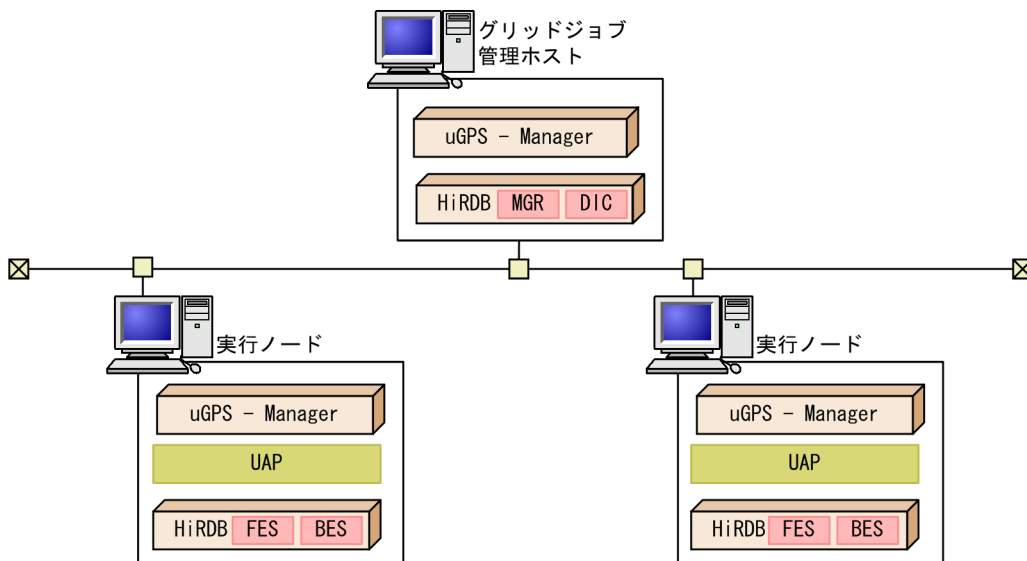 グリッドジョブ
管理ホスト
uGPS - Manager
HiRDB MGR DIC
実行ノード
uGPS - Manager
UAP
HiRDB FES BES
実行ノード
uGPS - Manager
UAP
HiRDB FES BES